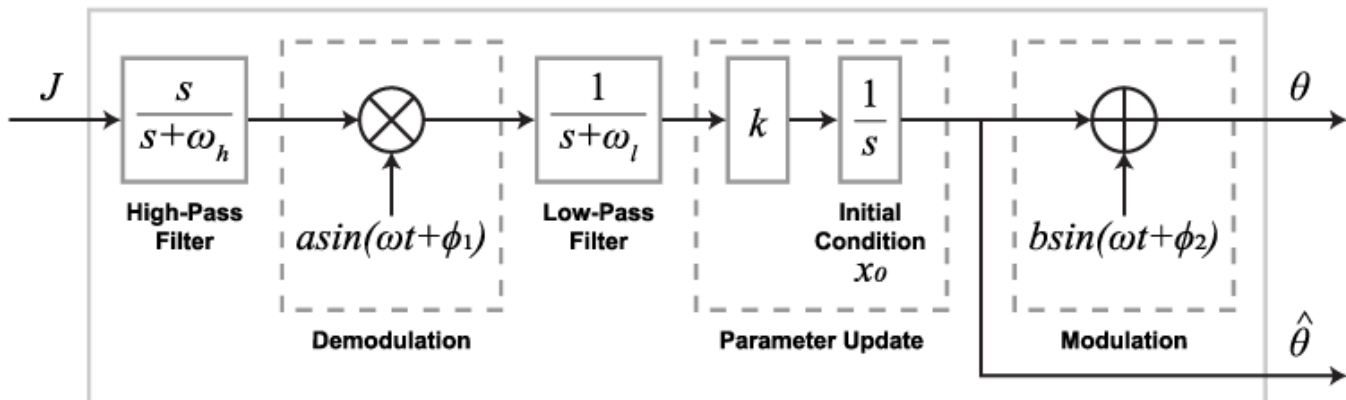 J
s
s+ω_h
High-Pass
Filter
asin(ωt+ϕ₁)
Demodulation
1
s+ω_l
Low-Pass
Filter
k
1
s
Initial
Condition
x₀
Parameter Update
bsin(ωt+ϕ₂)
Modulation
θ
θ̂